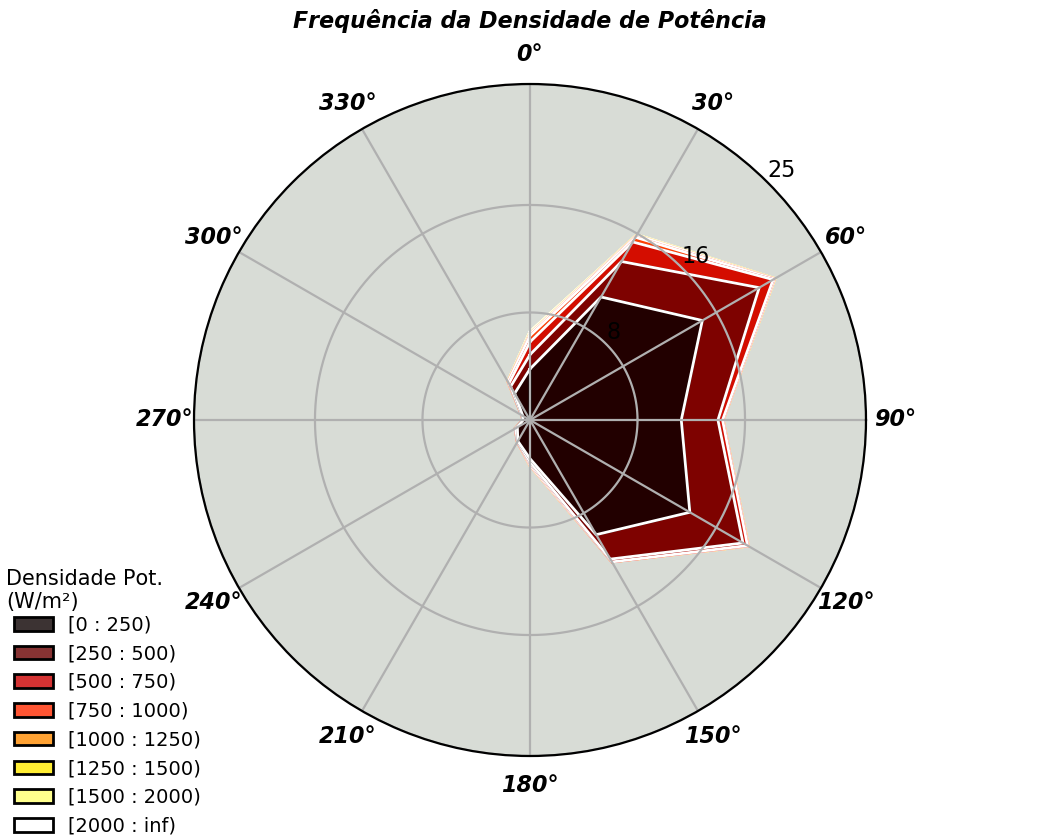 Frequência da Densidade de Potência
0°
330°
30°
25
300°
60°
16
8
270°
90°
240°
120°
210°
150°
180°
Densidade Pot.
(W/m²)
[0 : 250)
[250 : 500)
[500 : 750)
[750 : 1000)
[1000 : 1250)
[1250 : 1500)
[1500 : 2000)
[2000 : inf)